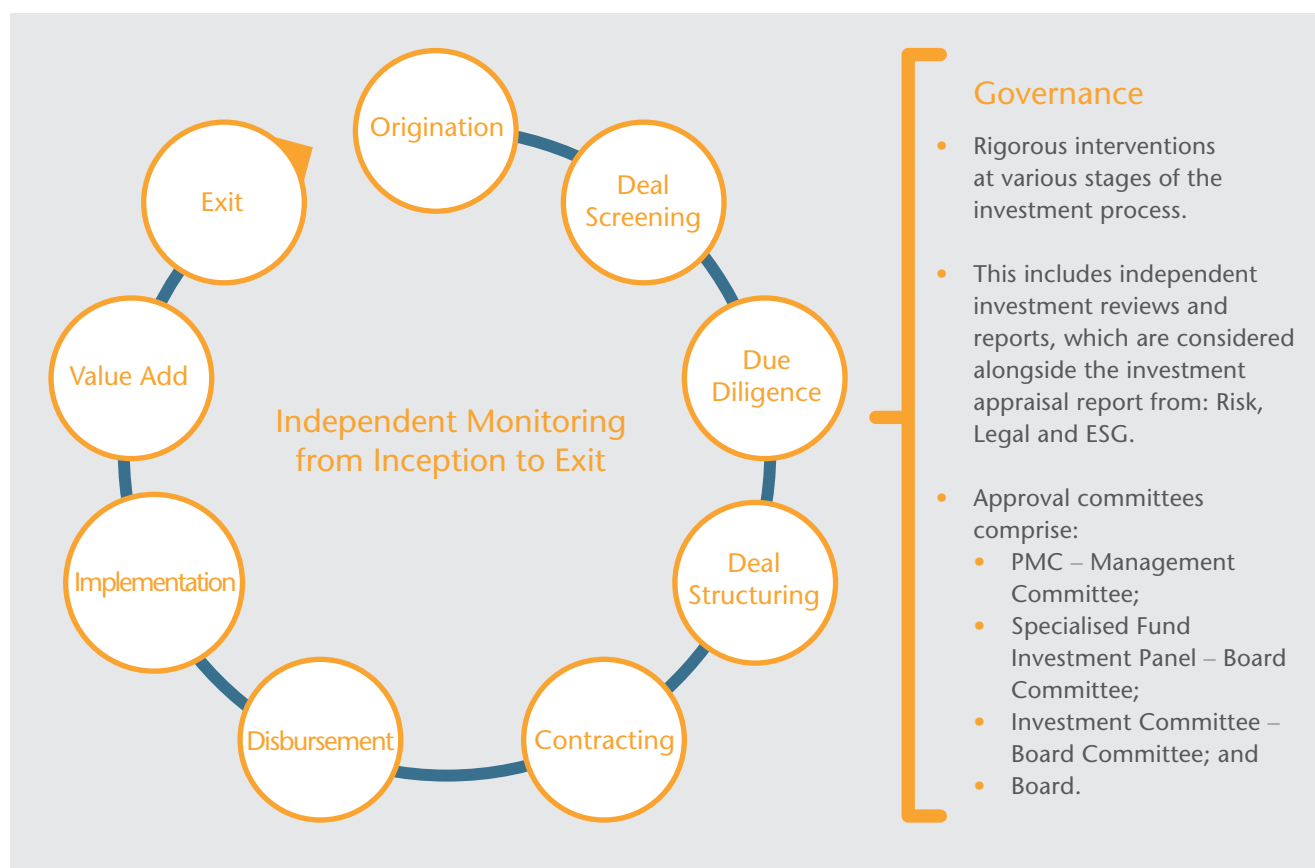 Origination
Deal
Screening
Due
Diligence
Deal
Structuring
Contracting
Disbursement
Implementation
Value Add
Exit
Independent Monitoring
from Inception to Exit
Governance
• Rigorous interventions
at various stages of the
investment process.
• This includes independent
investment reviews and
reports, which are considered
alongside the investment
appraisal report from: Risk,
Legal and ESG.
• Approval committees
comprise:
• PMC – Management
Committee;
• Specialised Fund
Investment Panel – Board
Committee;
• Investment Committee –
Board Committee; and
• Board.